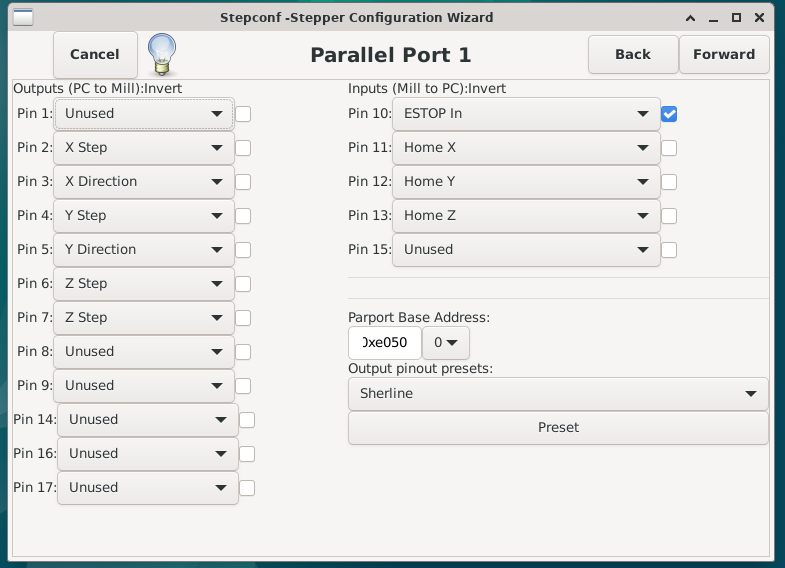 Stepconf -Stepper Configuration Wizard
Cancel
Parallel Port 1
Back
Forward
Outputs (PC to Mill):Invert
Pin 1: Unused
Pin 2: X Step
Pin 3: X Direction
Pin 4: Y Step
Pin 5: Y Direction
Pin 6: Z Step
Pin 7: Z Step
Pin 8: Unused
Pin 9: Unused
Pin 14: Unused
Pin 16: Unused
Pin 17: Unused
Inputs (Mill to PC):Invert
Pin 10: ESTOP In
Pin 11: Home X
Pin 12: Home Y
Pin 13: Home Z
Pin 15: Unused
Parport Base Address:
0xe050 0
Output pinout presets:
Sherline
Preset